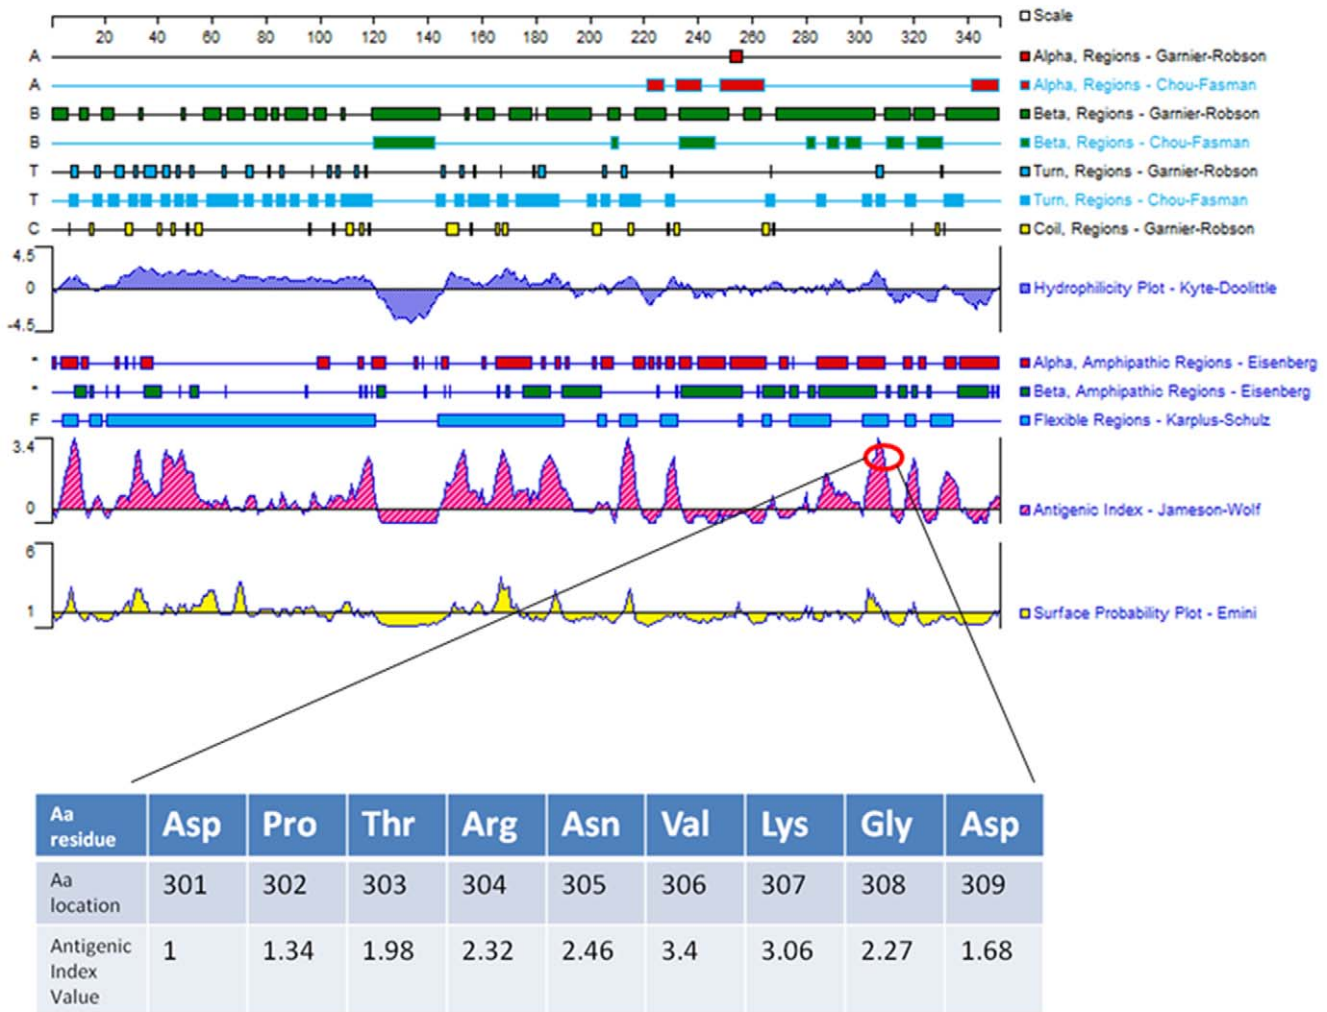 20 40 60 80 100 120 140 160 180 200 220 240 260 280 300 320 340 Scale
A Alpha, Regions - Garnier-Robson
A Alpha, Regions - Chou-Fasman
B Beta, Regions - Garnier-Robson
B Beta, Regions - Chou-Fasman
T Turn, Regions - Garnier-Robson
T Turn, Regions - Chou-Fasman
C Coil, Regions - Garnier-Robson
4.5
0 Hydrophilicity Plot - Kyte-Doolittle
-4.5
- Alpha, Amphipathic Regions - Eisenberg
- Beta, Amphipathic Regions - Eisenberg
F Flexible Regions - Karplus-Schulz
3.4
0 Antigenic Index - Jameson-Wolf
6
1 Surface Probability Plot - Emini
Aa
residue Asp Pro Thr Arg Asn Val Lys Gly Asp
Aa
location 301 302 303 304 305 306 307 308 309
Antigenic
Index
Value 1 1.34 1.98 2.32 2.46 3.4 3.06 2.27 1.68